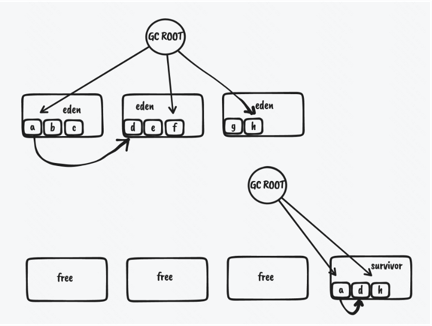 GC ROOT
eden eden eden
a b c d e f g h
GC ROOT
free free free survivor
a d h